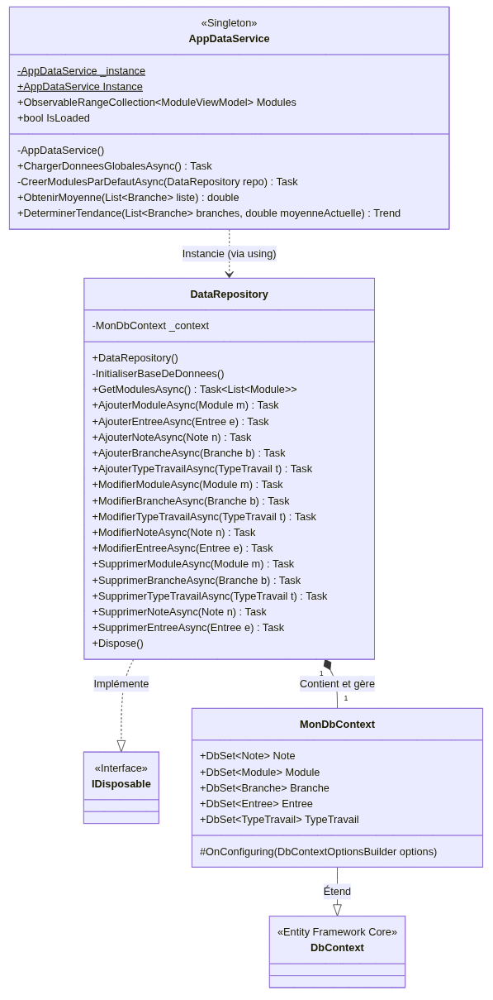 «Singleton»
AppDataService
-AppDataService _instance
+AppDataService Instance
+ObservableRangeCollection<ModuleViewModel> Modules
+bool IsLoaded
-AppDataService()
+ChargerDonneesGlobalesAsync() : Task
-CreerModulesParDefautAsync(DataRepository repo) : Task
+ObtenirMoyenne(List<Branche> liste) : double
+DeterminerTendance(List<Branche> branches, double moyenneActuelle) : Trend
Instancie (via using)
DataRepository
-MonDbContext _context
+DataRepository()
-InitialiserBaseDeDonnees()
+GetModulesAsync() : Task<List<Module>>
+AjouterModuleAsync(Module m) : Task
+AjouterEntreeAsync(Entree e) : Task
+AjouterNoteAsync(Note n) : Task
+AjouterBrancheAsync(Branche b) : Task
+AjouterTypeTravailAsync(TypeTravail t) : Task
+ModifierModuleAsync(Module m) : Task
+ModifierBrancheAsync(Branche b) : Task
+ModifierTypeTravailAsync(TypeTravail t) : Task
+ModifierNoteAsync(Note n) : Task
+ModifierEntreeAsync(Entree e) : Task
+SupprimerModuleAsync(Module m) : Task
+SupprimerBrancheAsync(Branche b) : Task
+SupprimerTypeTravailAsync(TypeTravail t) : Task
+SupprimerNoteAsync(Note n) : Task
+SupprimerEntreeAsync(Entree e) : Task
+Dispose()
1
Implémente
Contient et gère
1
«Interface»
IDisposable
MonDbContext
+DbSet<Note> Note
+DbSet<Module> Module
+DbSet<Branche> Branche
+DbSet<Entree> Entree
+DbSet<TypeTravail> TypeTravail
#OnConfiguring(DbContextOptionsBuilder options)
Étend
«Entity Framework Core»
DbContext